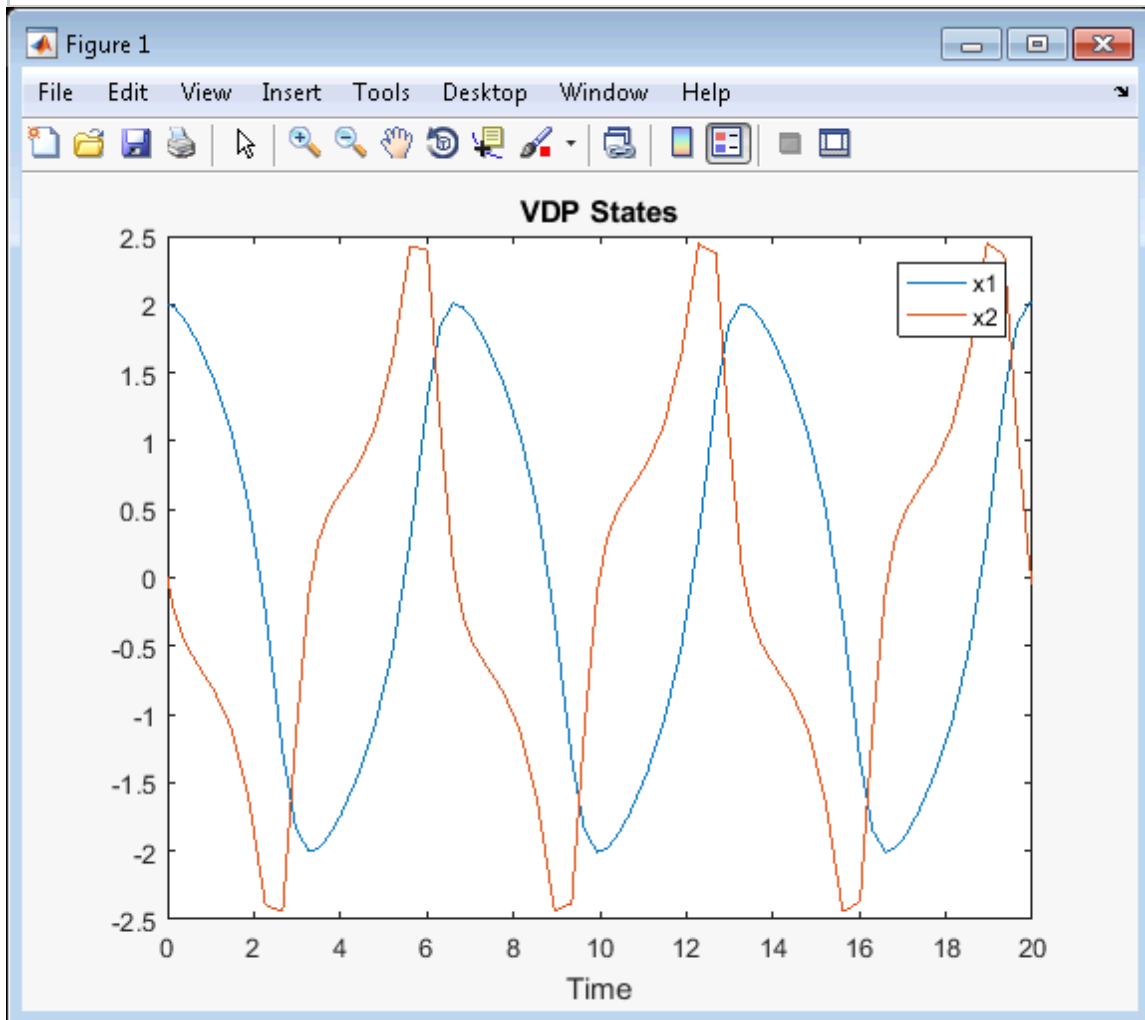 Figure 1
File Edit View Insert Tools Desktop Window Help
VDP States
2.5
2
1.5
1
0.5
0
-0.5
-1
-1.5
-2
-2.5
x1
x2
0 2 4 6 8 10 12 14 16 18 20
Time